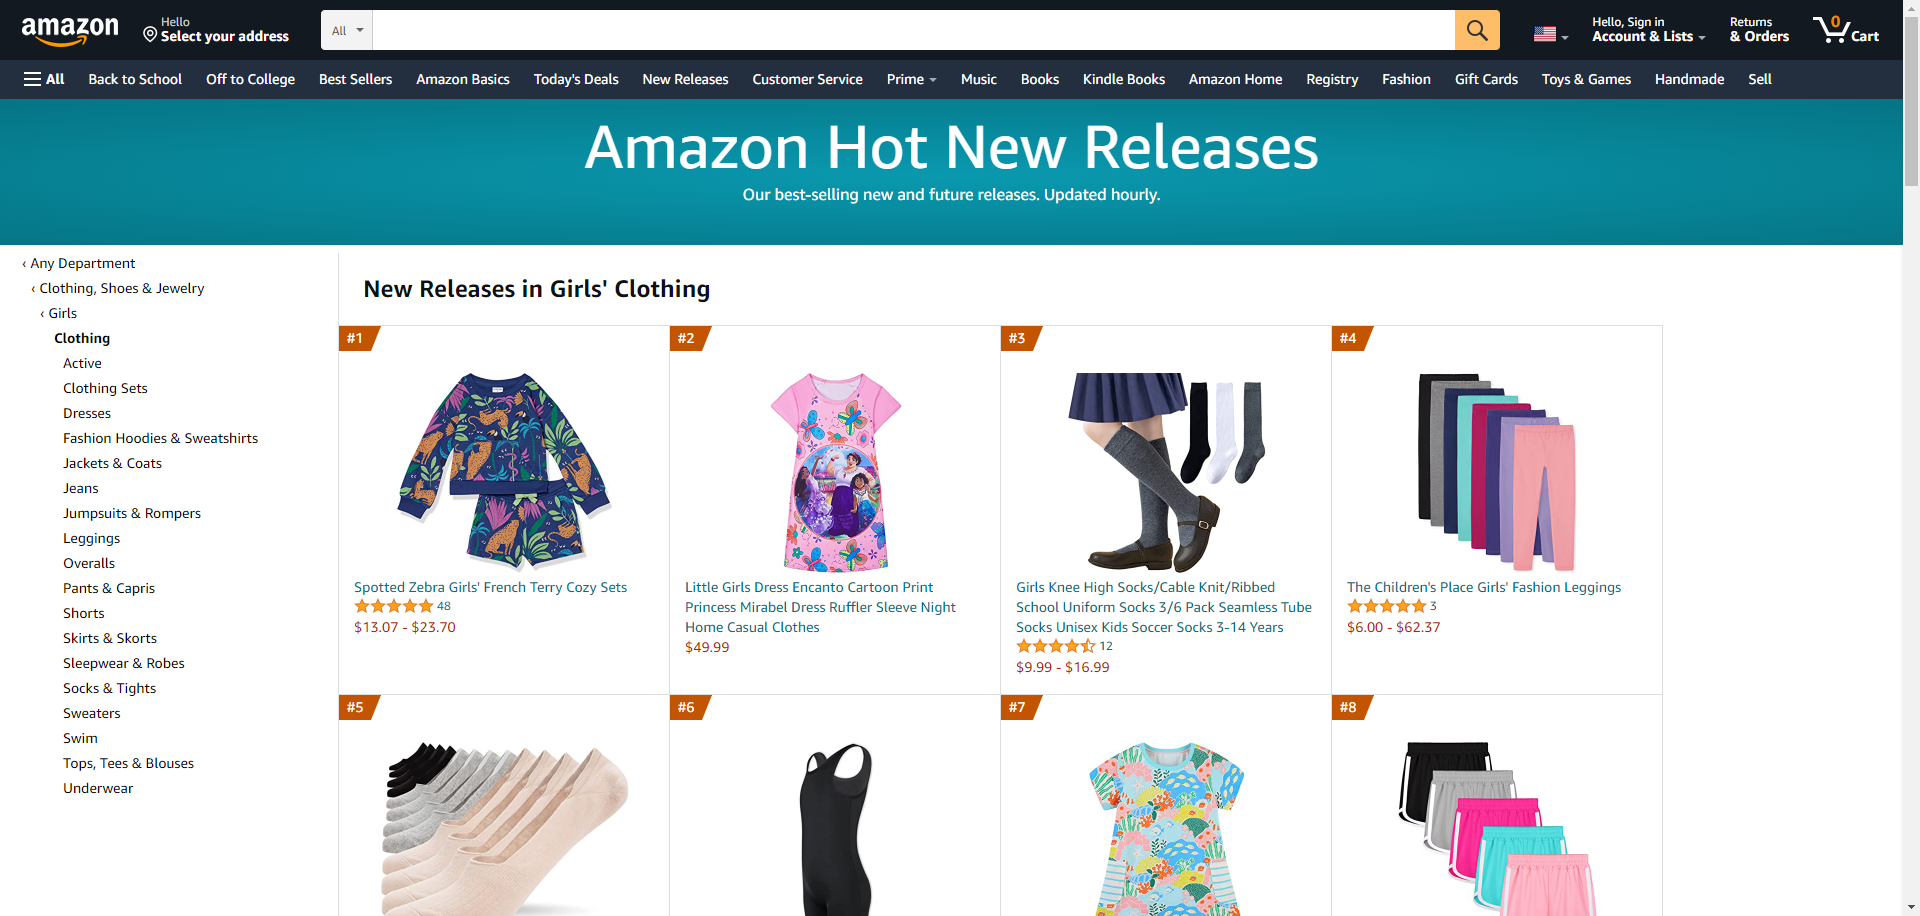 amazon
Hello
Select your address
All
Hello, Sign in
Account & Lists
Returns
& Orders
0
Cart
All
Back to School
Off to College
Best Sellers
Amazon Basics
Today's Deals
New Releases
Customer Service
Prime
Music
Books
Kindle Books
Amazon Home
Registry
Fashion
Gift Cards
Toys & Games
Handmade
Sell
Amazon Hot New Releases
Our best-selling new and future releases. Updated hourly.
‹ Any Department
‹ Clothing, Shoes & Jewelry
‹ Girls
Clothing
Active
Clothing Sets
Dresses
Fashion Hoodies & Sweatshirts
Jackets & Coats
Jeans
Jumpsuits & Rompers
Leggings
Overalls
Pants & Capris
Shorts
Skirts & Skorts
Sleepwear & Robes
Socks & Tights
Sweaters
Swim
Tops, Tees & Blouses
Underwear
New Releases in Girls' Clothing
#1
Spotted Zebra Girls' French Terry Cozy Sets
48
$13.07 - $23.70
#2
Little Girls Dress Encanto Cartoon Print
Princess Mirabel Dress Ruffler Sleeve Night
Home Casual Clothes
$49.99
#3
Girls Knee High Socks/Cable Knit/Ribbed
School Uniform Socks 3/6 Pack Seamless Tube
Socks Unisex Kids Soccer Socks 3-14 Years
12
$9.99 - $16.99
#4
The Children's Place Girls' Fashion Leggings
3
$6.00 - $62.37
#5
#6
#7
#8